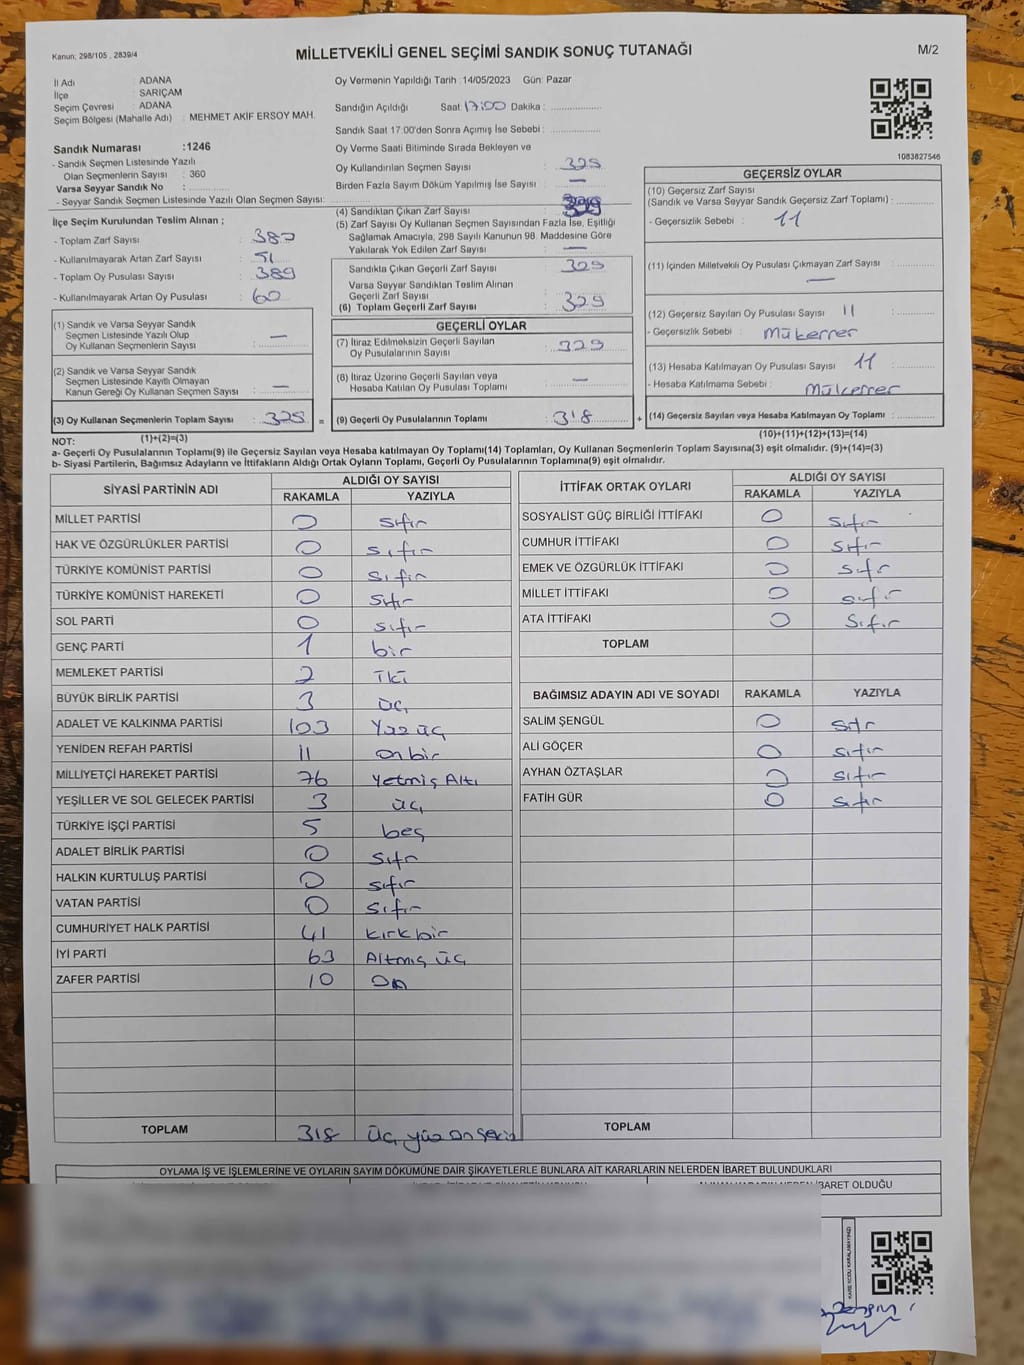 Kanun: 298/105 , 2839/4
MİLLETVEKİLİ GENEL SEÇİMİ SANDIK SONUÇ TUTANAĞI
M/2
İl Adı : ADANA
İlçe : SARIÇAM
Seçim Çevresi : ADANA
Seçim Bölgesi (Mahalle Adı) : MEHMET AKİF ERSOY MAH.
Sandık Numarası :1246
- Sandık Seçmen Listesinde Yazılı
Olan Seçmenlerin Sayısı : 360
Varsa Seyyar Sandık No :
- Seyyar Sandık Seçmen Listesinde Yazılı Olan Seçmen Sayısı:
Oy Vermenin Yapıldığı Tarih :14/05/2023 Gün: Pazar
Sandığın Açıldığı Saat: 17:00 Dakika :
Sandık Saat 17:00'den Sonra Açımış İse Sebebi :
Oy Verme Saati Bitiminde Sırada Bekleyen ve
Oy Kullandırılan Seçmen Sayısı : 329
Birden Fazla Sayım Döküm Yapılmış İse Sayısı : —
1083827546
İlçe Seçim Kurulundan Teslim Alınan ;
- Toplam Zarf Sayısı : 380
- Kullanılmayarak Artan Zarf Sayısı : 51
- Toplam Oy Pusulası Sayısı : 389
- Kullanılmayarak Artan Oy Pusulası : 60
(1) Sandık ve Varsa Seyyar Sandık
Seçmen Listesinde Yazılı Olup
Oy Kullanan Seçmenlerin Sayısı : —
(2) Sandık ve Varsa Seyyar Sandık
Seçmen Listesinde Kayıtlı Olmayan
Kanun Gereği Oy Kullanan Seçmen Sayısı : —
(3) Oy Kullanan Seçmenlerin Toplam Sayısı : 329 =
(1)+(2)=(3)
(4) Sandıktan Çıkan Zarf Sayısı : 329
(5) Zarf Sayısı Oy Kullanan Seçmen Sayısından Fazla İse, Eşitliği
Sağlamak Amacıyla, 298 Sayılı Kanunun 98. Maddesine Göre
Yakılarak Yok Edilen Zarf Sayısı : —
Sandıkta Çıkan Geçerli Zarf Sayısı : 329
Varsa Seyyar Sandıktan Teslim Alınan
Geçerli Zarf Sayısı
(6) Toplam Geçerli Zarf Sayısı : 329
GEÇERLİ OYLAR
(7) İtiraz Edilmeksizin Geçerli Sayılan
Oy Pusulalarının Sayısı : 329
(8) İtiraz Üzerine Geçerli Sayılan veya
Hesaba Katılan Oy Pusulası Toplamı : —
(9) Geçerli Oy Pusulalarının Toplamı : 318 +
GEÇERSİZ OYLAR
(10) Geçersiz Zarf Sayısı
(Sandık ve Varsa Seyyar Sandık Geçersiz Zarf Toplamı) :
- Geçersizlik Sebebi : 11
(11) İçinden Milletvekili Oy Pusulası Çıkmayan Zarf Sayısı :
—
(12) Geçersiz Sayılan Oy Pusulası Sayısı 11 :
- Geçersizlik Sebebi : Mükerrer
(13) Hesaba Katılmayan Oy Pusulası Sayısı : 11
- Hesaba Katılmama Sebebi : Mükerrer
(14) Geçersiz Sayılan veya Hesaba Katılmayan Oy Toplamı :
(10)+(11)+(12)+(13)=(14)
NOT:
a- Geçerli Oy Pusulalarının Toplamı(9) ile Geçersiz Sayılan veya Hesaba katılmayan Oy Toplamı(14) Toplamları, Oy Kullanan Seçmenlerin Toplam Sayısına(3) eşit olmalıdır. (9)+(14)=(3)
b- Siyasi Partilerin, Bağımsız Adayların ve İttifakların Aldığı Ortak Oyların Toplamı, Geçerli Oy Pusulalarının Toplamına(9) eşit olmalıdır.
SİYASİ PARTİNİN ADI
ALDIĞI OY SAYISI
RAKAMLA YAZIYLA
MİLLET PARTİSİ 0 sıfır
HAK VE ÖZGÜRLÜKLER PARTİSİ 0 sıfır
TÜRKİYE KOMÜNİST PARTİSİ 0 sıfır
TÜRKİYE KOMÜNİST HAREKETİ 0 sıfır
SOL PARTİ 0 sıfır
GENÇ PARTİ 1 bir
MEMLEKET PARTİSİ 2 iki
BÜYÜK BİRLİK PARTİSİ 3 üç
ADALET VE KALKINMA PARTİSİ 103 Yüz üç
YENİDEN REFAH PARTİSİ 11 on bir
MİLLİYETÇİ HAREKET PARTİSİ 76 Yetmiş Altı
YEŞİLLER VE SOL GELECEK PARTİSİ 3 üç
TÜRKİYE İŞÇİ PARTİSİ 5 beş
ADALET BİRLİK PARTİSİ 0 sıfır
HALKIN KURTULUŞ PARTİSİ 0 sıfır
VATAN PARTİSİ 0 sıfır
CUMHURİYET HALK PARTİSİ 41 kırk bir
İYİ PARTİ 63 Altmış üç
ZAFER PARTİSİ 10 on
TOPLAM 318 üç yüz on sekiz
İTTİFAK ORTAK OYLARI
ALDIĞI OY SAYISI
RAKAMLA YAZIYLA
SOSYALİST GÜÇ BİRLİĞİ İTTİFAKI 0 sıfır
CUMHUR İTTİFAKI 0 sıfır
EMEK VE ÖZGÜRLÜK İTTİFAKI 0 sıfır
MİLLET İTTİFAKI 0 sıfır
ATA İTTİFAKI 0 sıfır
TOPLAM
BAĞIMSIZ ADAYIN ADI VE SOYADI RAKAMLA YAZIYLA
SALİM ŞENGÜL 0 sıfır
ALİ GÖÇER 0 sıfır
AYHAN ÖZTAŞLAR 0 sıfır
FATİH GÜR 0 sıfır
TOPLAM
OYLAMA İŞ VE İŞLEMLERİNE VE OYLARIN SAYIM DÖKÜMÜNE DAİR ŞİKAYETLERLE BUNLARA AİT KARARLARIN NELERDEN İBARET BULUNDUKLARI
İBARET OLDUĞU